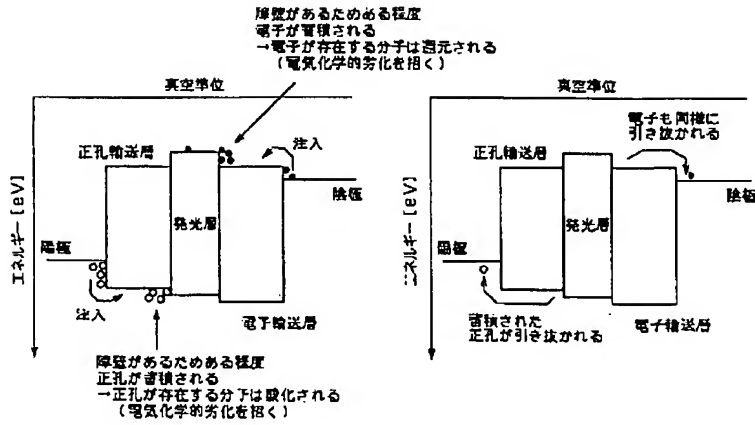 障壁があるためある程度
電子が蓄積される
→電子が存在する分子は還元される
（電気化学的劣化を招く）
真空準位
正孔輸送層
注入
陰極
発光層
陽極
注入
電子輸送層
エネルギー[eV]
障壁があるためある程度
正孔が蓄積される
→正孔が存在する分子は酸化される
（電気化学的劣化を招く）
真空準位
電子も同様に
引き抜かれる
正孔輸送層
陰極
発光層
陽極
蓄積された
正孔が引き抜かれる
電子輸送層
エネルギー[eV]